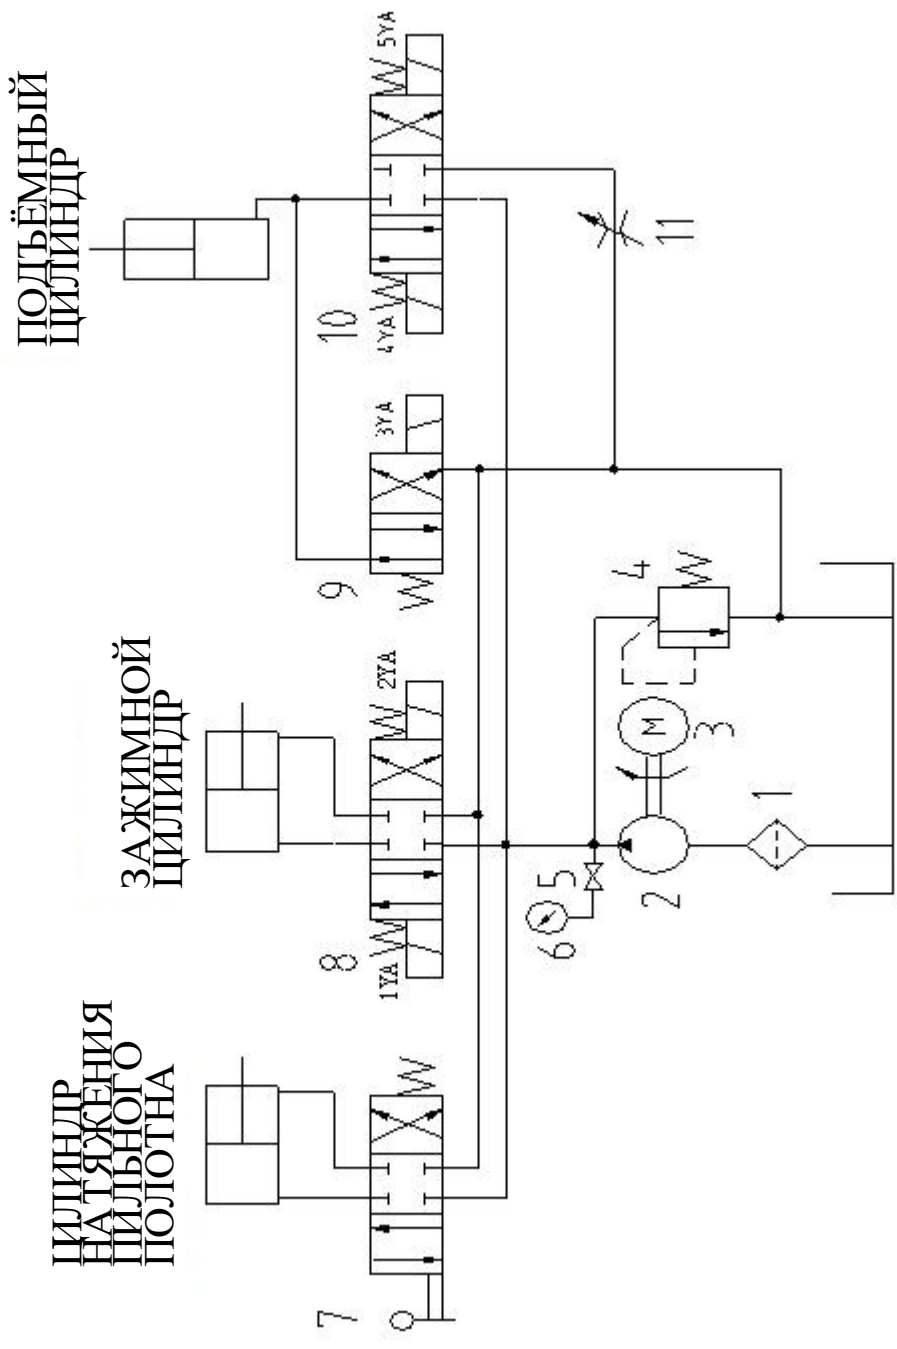 ЦИЛИНДР
НАТЯЖЕНИЯ
ПИЛЬНОГО
ПОЛОТНА
ЗАЖИМНОЙ
ЦИЛИНДР
ПОДЪЁМНЫЙ
ЦИЛИНДР
7
8
1YA
2YA
9
3YA
10
4YA
5YA
6
5
2
M
3
4
1
11